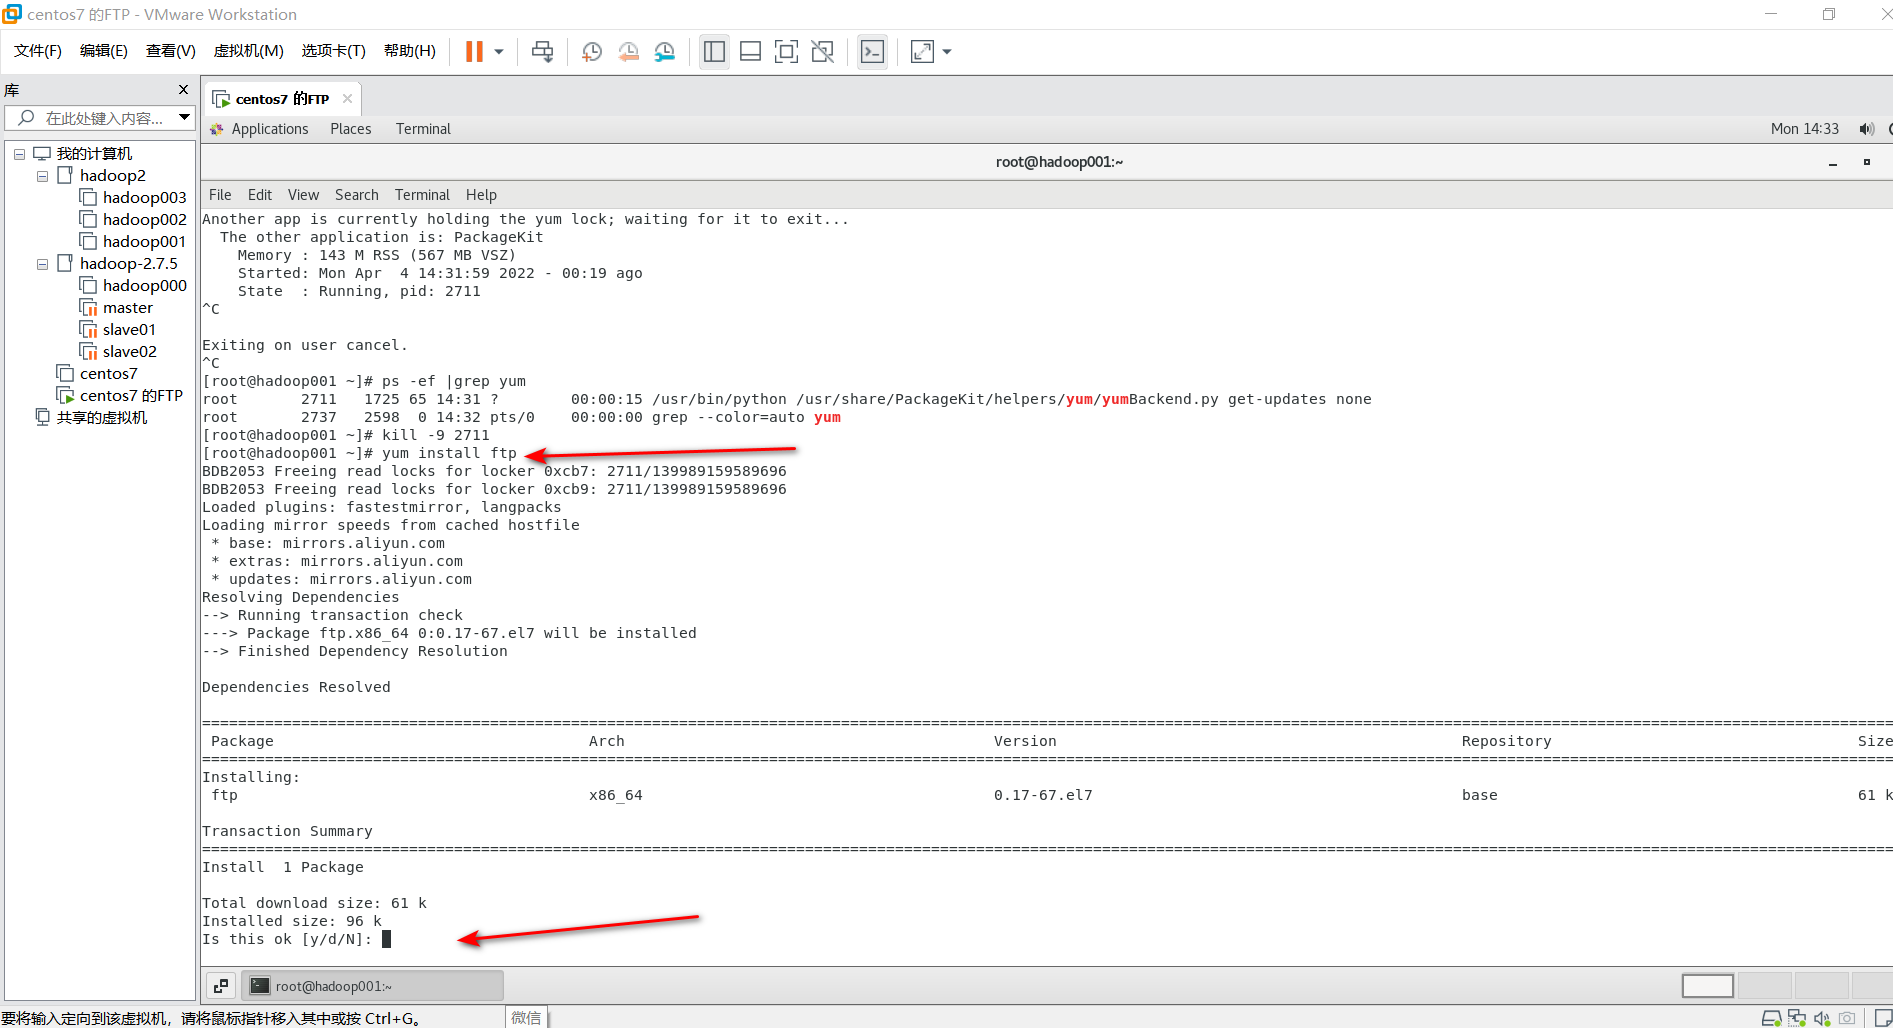 centos7 的FTP - VMware Workstation
文件(F) 编辑(E) 查看(V) 虚拟机(M) 选项卡(T) 帮助(H)
库
在此处键入内容...
我的计算机
hadoop2
hadoop003
hadoop002
hadoop001
hadoop-2.7.5
hadoop000
master
slave01
slave02
centos7
centos7 的FTP
共享的虚拟机
centos7 的FTP
Applications Places Terminal Mon 14:33
root@hadoop001:~
File Edit View Search Terminal Help
Another app is currently holding the yum lock; waiting for it to exit...
  The other application is: PackageKit
    Memory : 143 M RSS (567 MB VSZ)
    Started: Mon Apr  4 14:31:59 2022 - 00:19 ago
    State  : Running, pid: 2711
^C
Exiting on user cancel.
^C
[root@hadoop001 ~]# ps -ef |grep yum
root       2711   1725 65 14:31 ?        00:00:15 /usr/bin/python /usr/share/PackageKit/helpers/yum/yumBackend.py get-updates none
root       2737   2598  0 14:32 pts/0    00:00:00 grep --color=auto yum
[root@hadoop001 ~]# kill -9 2711
[root@hadoop001 ~]# yum install ftp
BDB2053 Freeing read locks for locker 0xcb7: 2711/139989159589696
BDB2053 Freeing read locks for locker 0xcb9: 2711/139989159589696
Loaded plugins: fastestmirror, langpacks
Loading mirror speeds from cached hostfile
 * base: mirrors.aliyun.com
 * extras: mirrors.aliyun.com
 * updates: mirrors.aliyun.com
Resolving Dependencies
--> Running transaction check
---> Package ftp.x86_64 0:0.17-67.el7 will be installed
--> Finished Dependency Resolution
Dependencies Resolved
Package Arch Version Repository Size
Installing:
 ftp x86_64 0.17-67.el7 base 61 k
Transaction Summary
Install  1 Package
Total download size: 61 k
Installed size: 96 k
Is this ok [y/d/N]:
root@hadoop001:~
要将输入定向到该虚拟机，请将鼠标指针移入其中或按 Ctrl+G。
微信